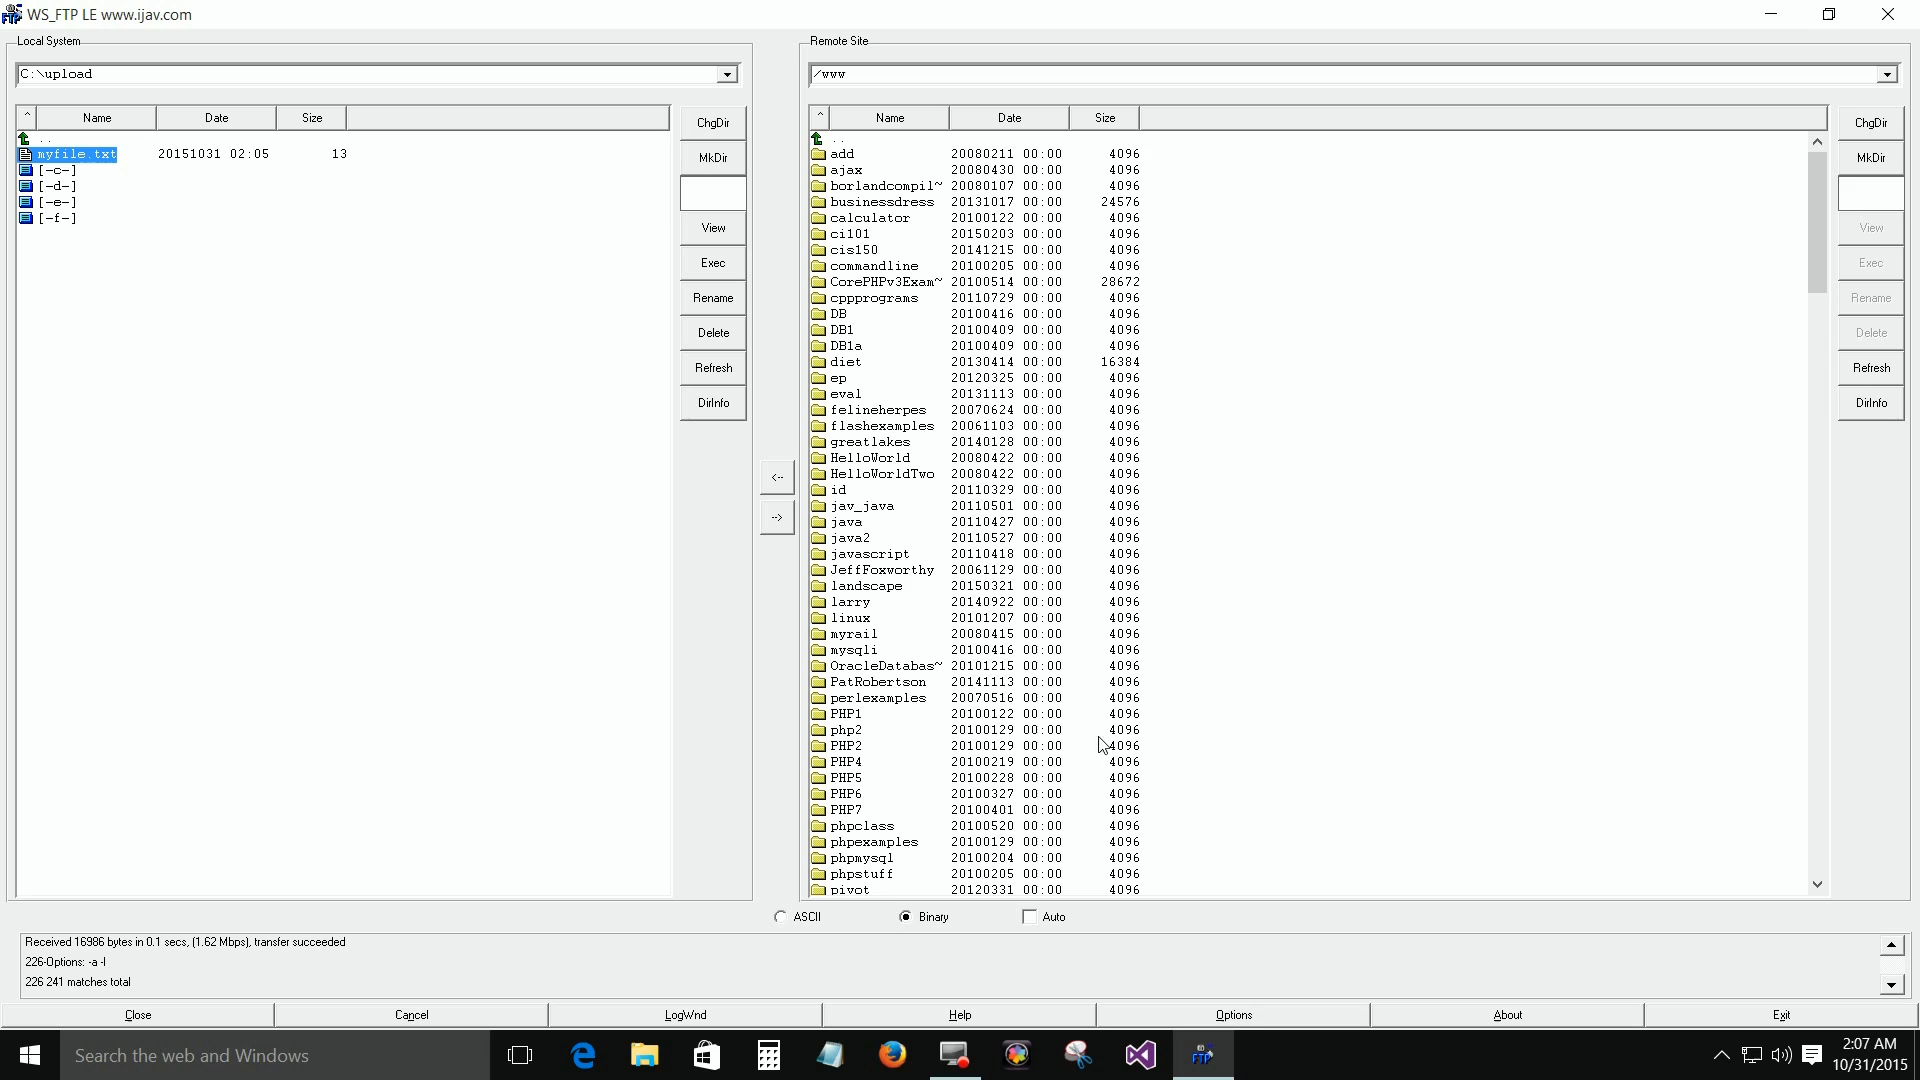 WS_FTP LE www.ijav.com
Local System
C:\upload
^ Name Date Size
..
myfile.txt 20151031 02:05 13
[-c-]
[-d-]
[-e-]
[-f-]
ChgDir
MkDir
View
Exec
Rename
Delete
Refresh
DirInfo
<--
-->
Remote Site
/www
^ Name Date Size
..
add 20080211 00:00 4096
ajax 20080430 00:00 4096
borlandcompil~ 20080107 00:00 4096
businessdress 20131017 00:00 24576
calculator 20100122 00:00 4096
ci101 20150203 00:00 4096
cis150 20141215 00:00 4096
commandline 20100205 00:00 4096
CorePHPv3Exam~ 20100514 00:00 28672
cppprograms 20110729 00:00 4096
DB 20100416 00:00 4096
DB1 20100409 00:00 4096
DB1a 20100409 00:00 4096
diet 20130414 00:00 16384
ep 20120325 00:00 4096
eval 20131113 00:00 4096
felineherpes 20070624 00:00 4096
flashexamples 20061103 00:00 4096
greatlakes 20140128 00:00 4096
HelloWorld 20080422 00:00 4096
HelloWorldTwo 20080422 00:00 4096
id 20110329 00:00 4096
jav_java 20110501 00:00 4096
java 20110427 00:00 4096
java2 20110527 00:00 4096
javascript 20110418 00:00 4096
JeffFoxworthy 20061129 00:00 4096
landscape 20150321 00:00 4096
larry 20140922 00:00 4096
linux 20101207 00:00 4096
myrail 20080415 00:00 4096
mysqli 20100416 00:00 4096
OracleDatabas~ 20101215 00:00 4096
PatRobertson 20141113 00:00 4096
perlexamples 20070516 00:00 4096
PHP1 20100122 00:00 4096
php2 20100129 00:00 4096
PHP2 20100129 00:00 4096
PHP4 20100219 00:00 4096
PHP5 20100228 00:00 4096
PHP6 20100327 00:00 4096
PHP7 20100401 00:00 4096
phpclass 20100520 00:00 4096
phpexamples 20100129 00:00 4096
phpmysql 20100204 00:00 4096
phpstuff 20100205 00:00 4096
pivot 20120331 00:00 4096
ChgDir
MkDir
View
Exec
Rename
Delete
Refresh
DirInfo
ASCII Binary Auto
Received 16986 bytes in 0.1 secs, (1.62 Mbps), transfer succeeded
226-Options: -a -l
226 241 matches total
Close Cancel LogWnd Help Options About Exit
Search the web and Windows
FTP
2:07 AM
10/31/2015